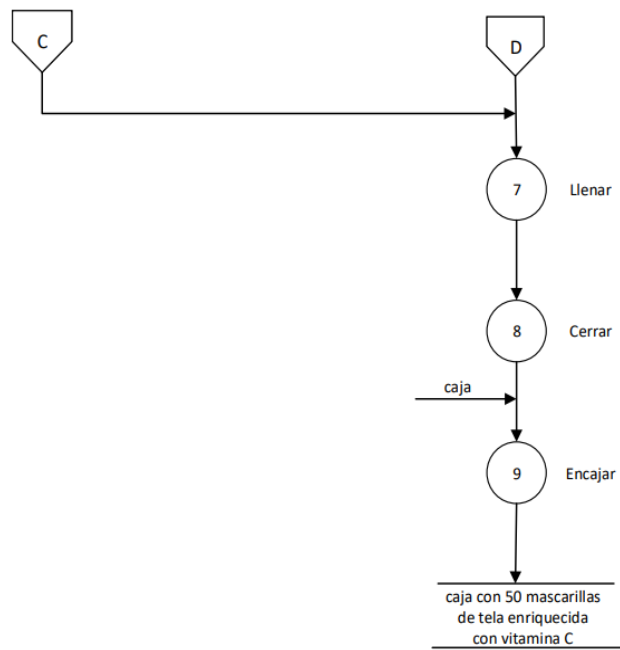 C
D
7
Llenar
8
Cerrar
caja
9
Encajar
caja con 50 mascarillas
de tela enriquecida
con vitamina C